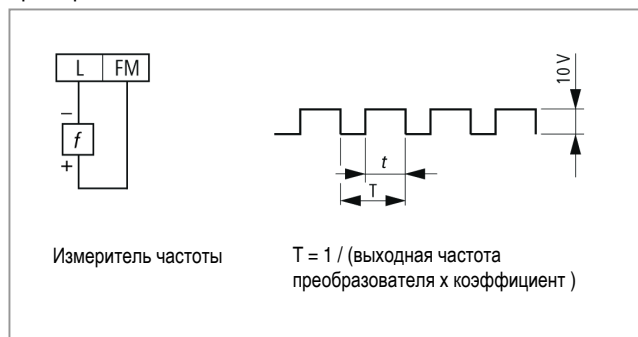 L FM
10 V
−
f
+
t
T
Измеритель частоты
T = 1 / (выходная частота
преобразователя x коэффициент )